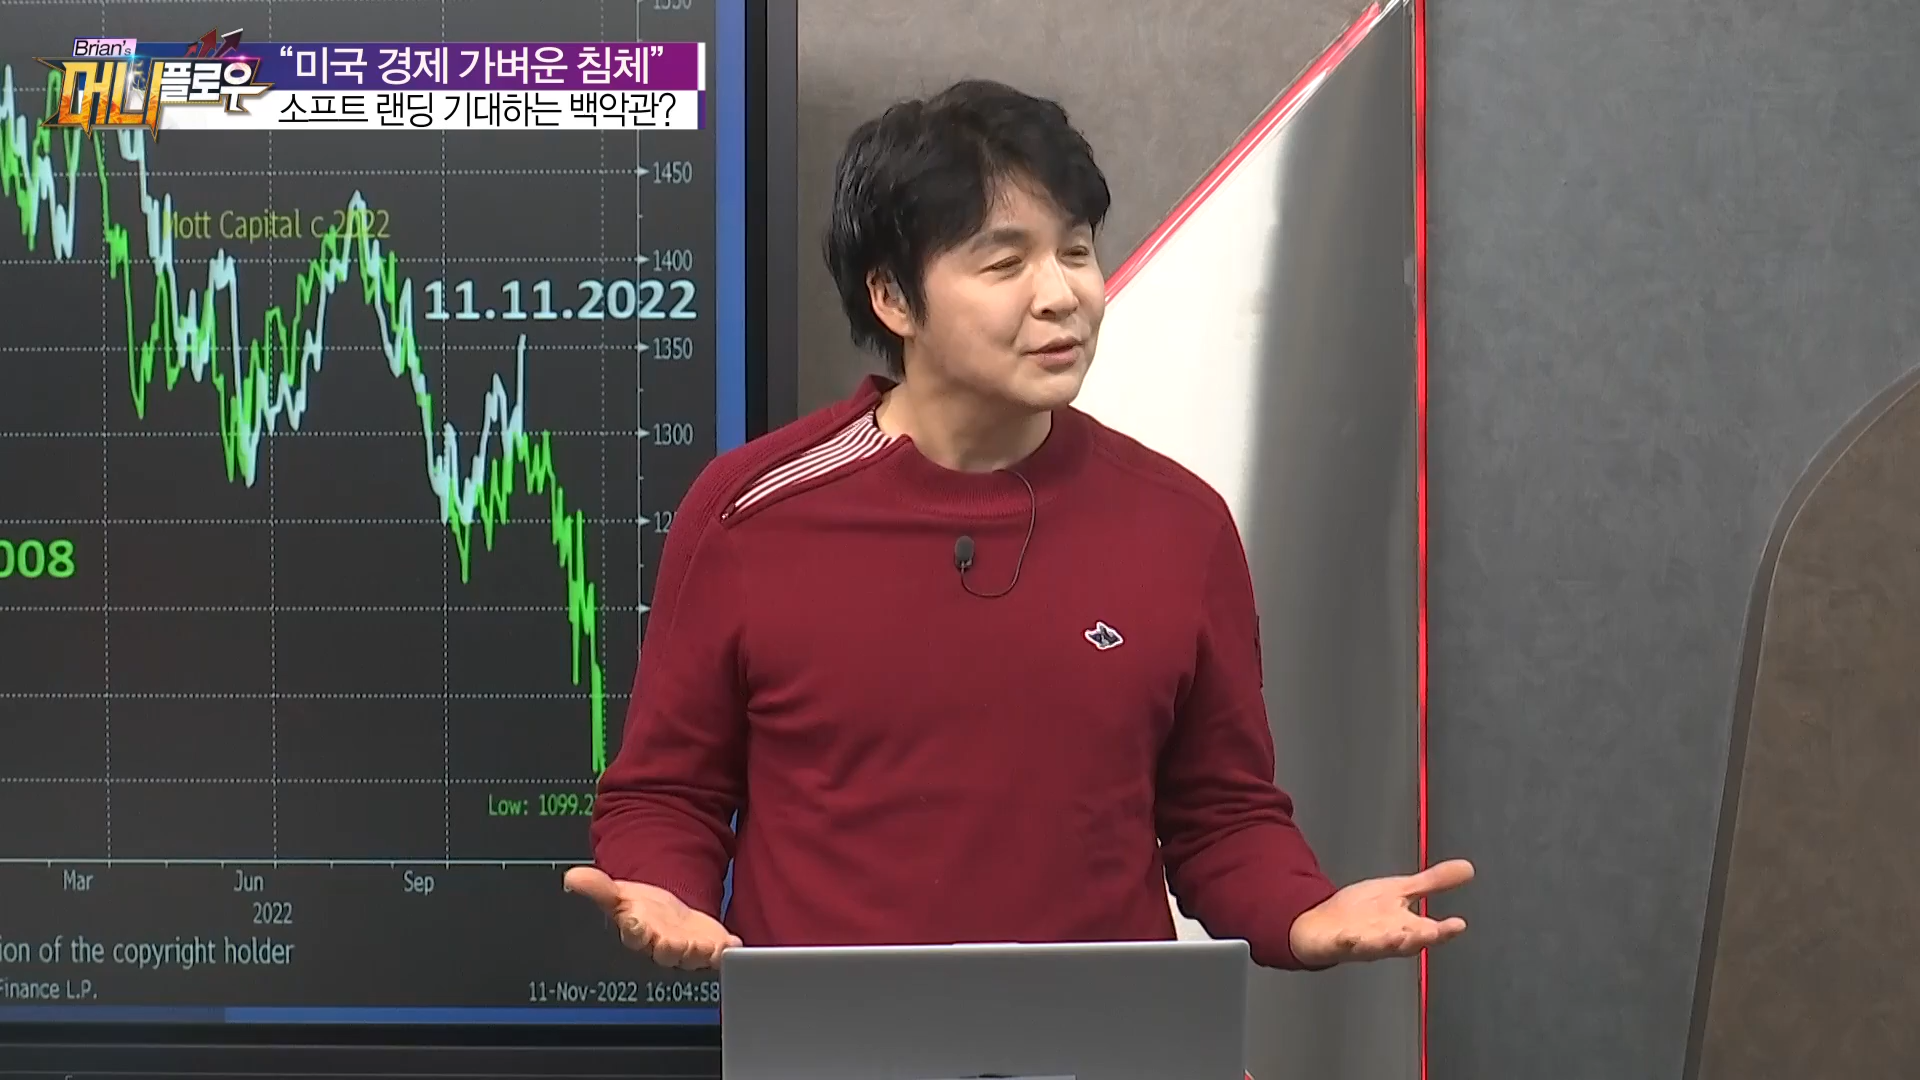 Brian's
머니플로우
“미국 경제 가벼운 침체”
소프트 랜딩 기대하는 백악관?
1450
Mott Capital c 2022
1400
11.11.2022
1350
1300
008
Low: 1099.2
Mar
Jun
Sep
2022
ion of the copyright holder
Finance L.P.
11-Nov-2022 16:04:58